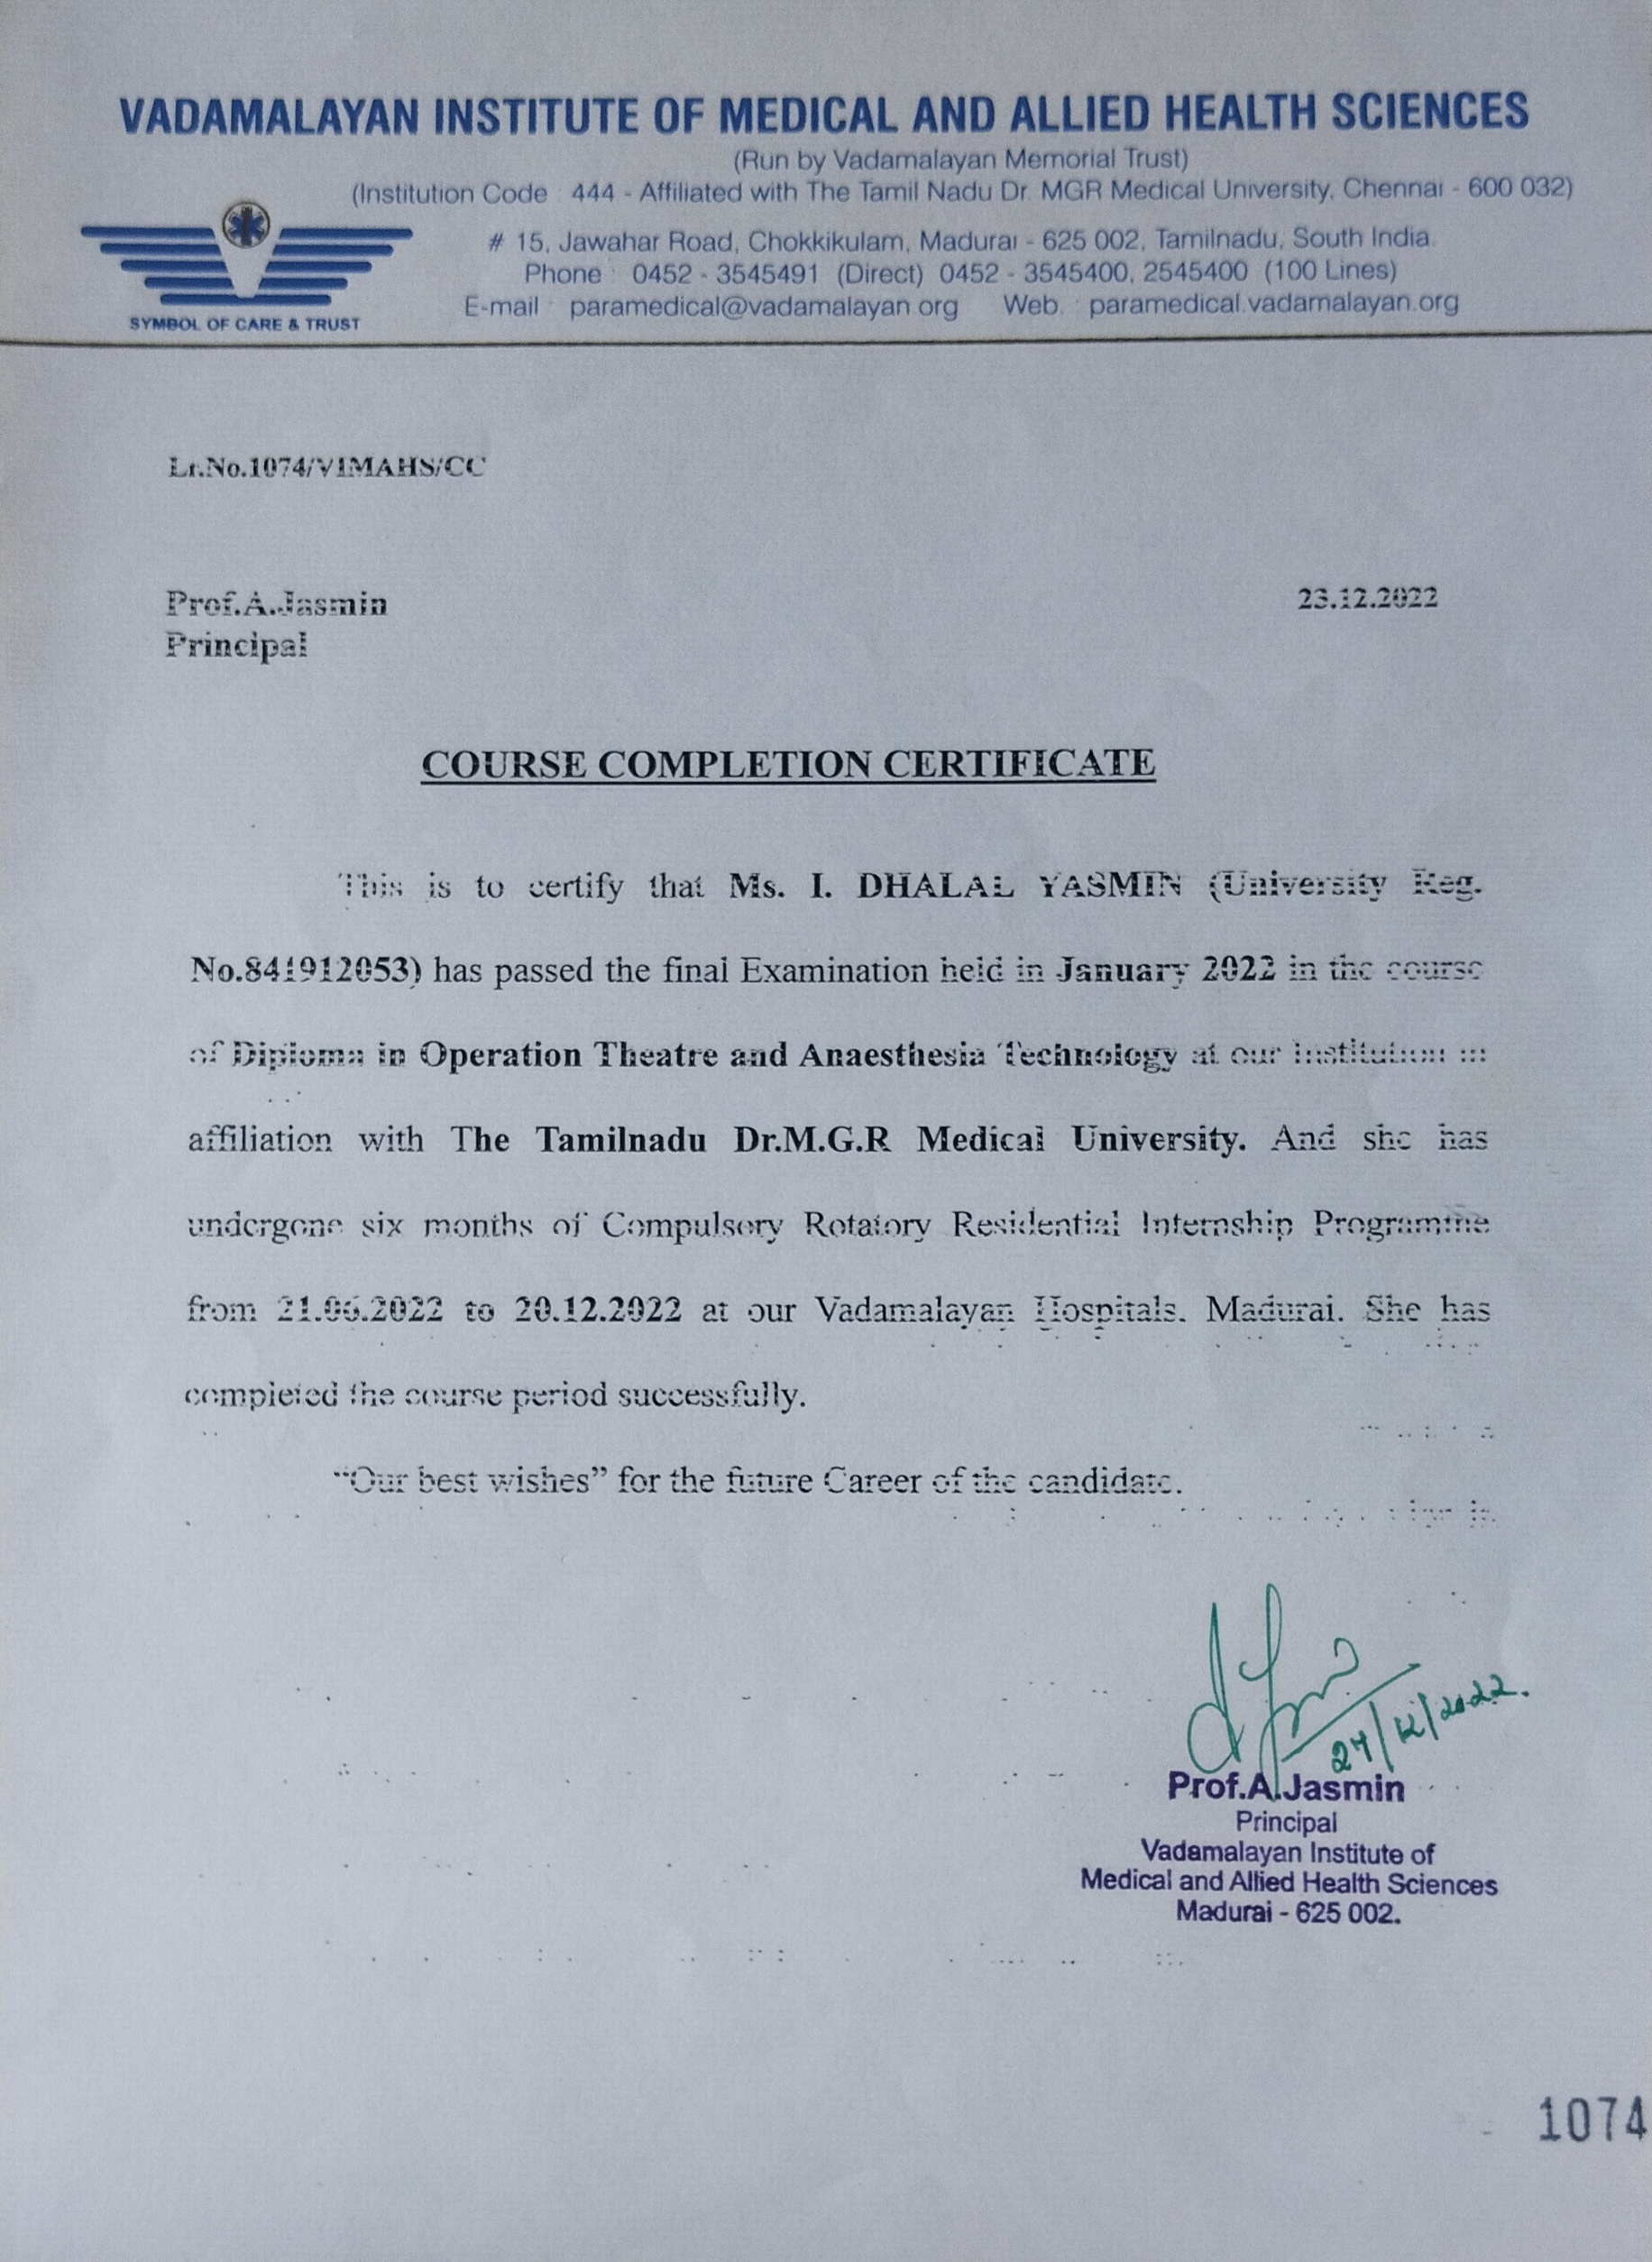 VADAMALAYAN INSTITUTE OF MEDICAL AND ALLIED HEALTH SCIENCES
(Run by Vadamalayan Memorial Trust)
(Institution Code : 444 - Affiliated with The Tamil Nadu Dr. MGR Medical University, Chennai - 600 032)
# 15, Jawahar Road, Chokkikulam, Madurai - 625 002, Tamilnadu, South India.
Phone : 0452 - 3545491 (Direct) 0452 - 3545400, 2545400 (100 Lines)
E-mail : paramedical@vadamalayan.org Web. : paramedical.vadamalayan.org
SYMBOL OF CARE & TRUST
Lr.No.1074/VIMAHS/CC
Prof.A.Jasmin 23.12.2022
Principal
COURSE COMPLETION CERTIFICATE
This is to certify that Ms. I. DHALAL YASMIN (University Reg.
No.841912053) has passed the final Examination held in January 2022 in the course
of Diploma in Operation Theatre and Anaesthesia Technology at our institution in
affiliation with The Tamilnadu Dr.M.G.R Medical University. And she has
undergone six months of Compulsory Rotatory Residential Internship Programme
from 21.06.2022 to 20.12.2022 at our Vadamalayan Hospitals, Madurai. She has
completed the course period successfully.
“Our best wishes” for the future Career of the candidate.
27/12/2022.
Prof.A.Jasmin
Principal
Vadamalayan Institute of
Medical and Allied Health Sciences
Madurai - 625 002.
1074